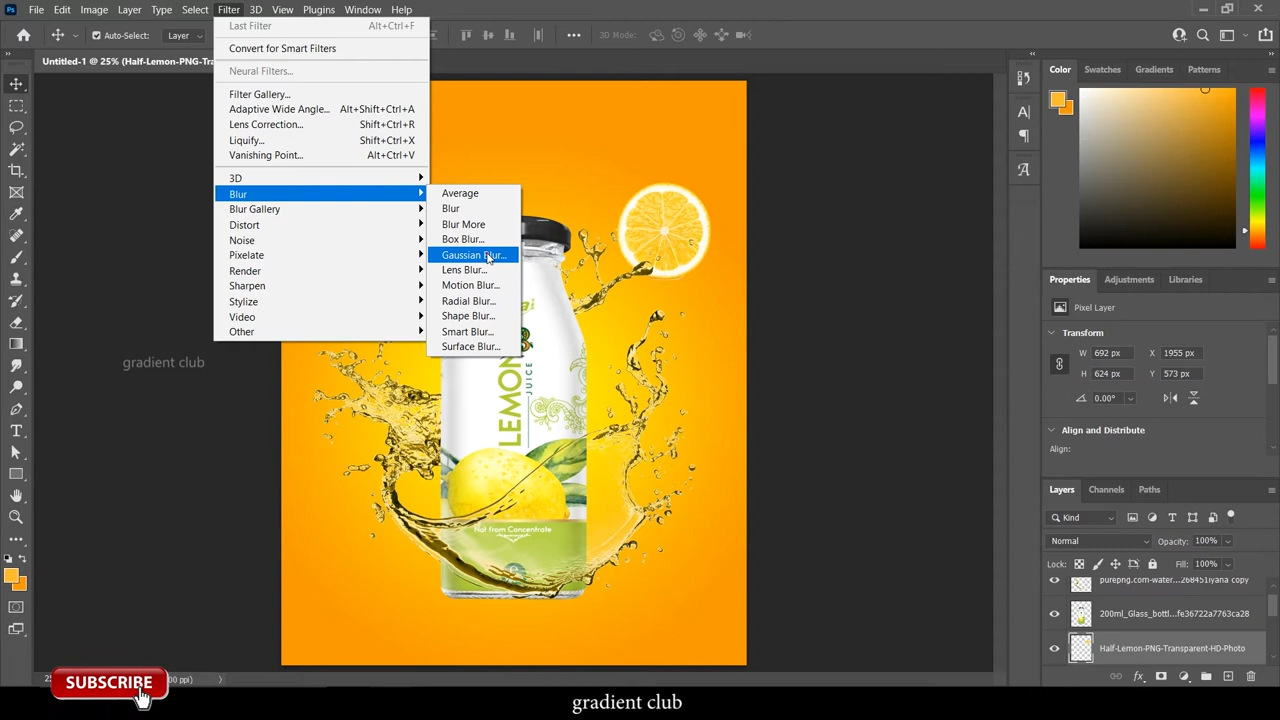 Ps File Edit Image Layer Type Select Filter 3D View Plugins Window Help
Auto-Select: Layer 3D Mode:
Untitled-1 @ 25% (Half-Lemon-PNG-Tra
Last Filter Alt+Ctrl+F
Convert for Smart Filters
Neural Filters...
Filter Gallery...
Adaptive Wide Angle... Alt+Shift+Ctrl+A
Lens Correction... Shift+Ctrl+R
Liquify... Shift+Ctrl+X
Vanishing Point... Alt+Ctrl+V
3D
Blur
Blur Gallery
Distort
Noise
Pixelate
Render
Sharpen
Stylize
Video
Other
Average
Blur
Blur More
Box Blur...
Gaussian Blur...
Lens Blur...
Motion Blur...
Radial Blur...
Shape Blur...
Smart Blur...
Surface Blur...
gradient club
LEMON
JUICE
Not from Concentrate
Color Swatches Gradients Patterns
Properties Adjustments Libraries
Pixel Layer
Transform
W 692 px X 1955 px
H 624 px Y 573 px
0.00°
Align and Distribute
Align:
Layers Channels Paths
Kind
Normal Opacity: 100%
Lock: Fill: 100%
purepng.com-water...268451iyana copy
200ml_Glass_bottl...fe36722a7763ca28
Half-Lemon-PNG-Transparent-HD-Photo
SUBSCRIBE
00 ppi)
gradient club